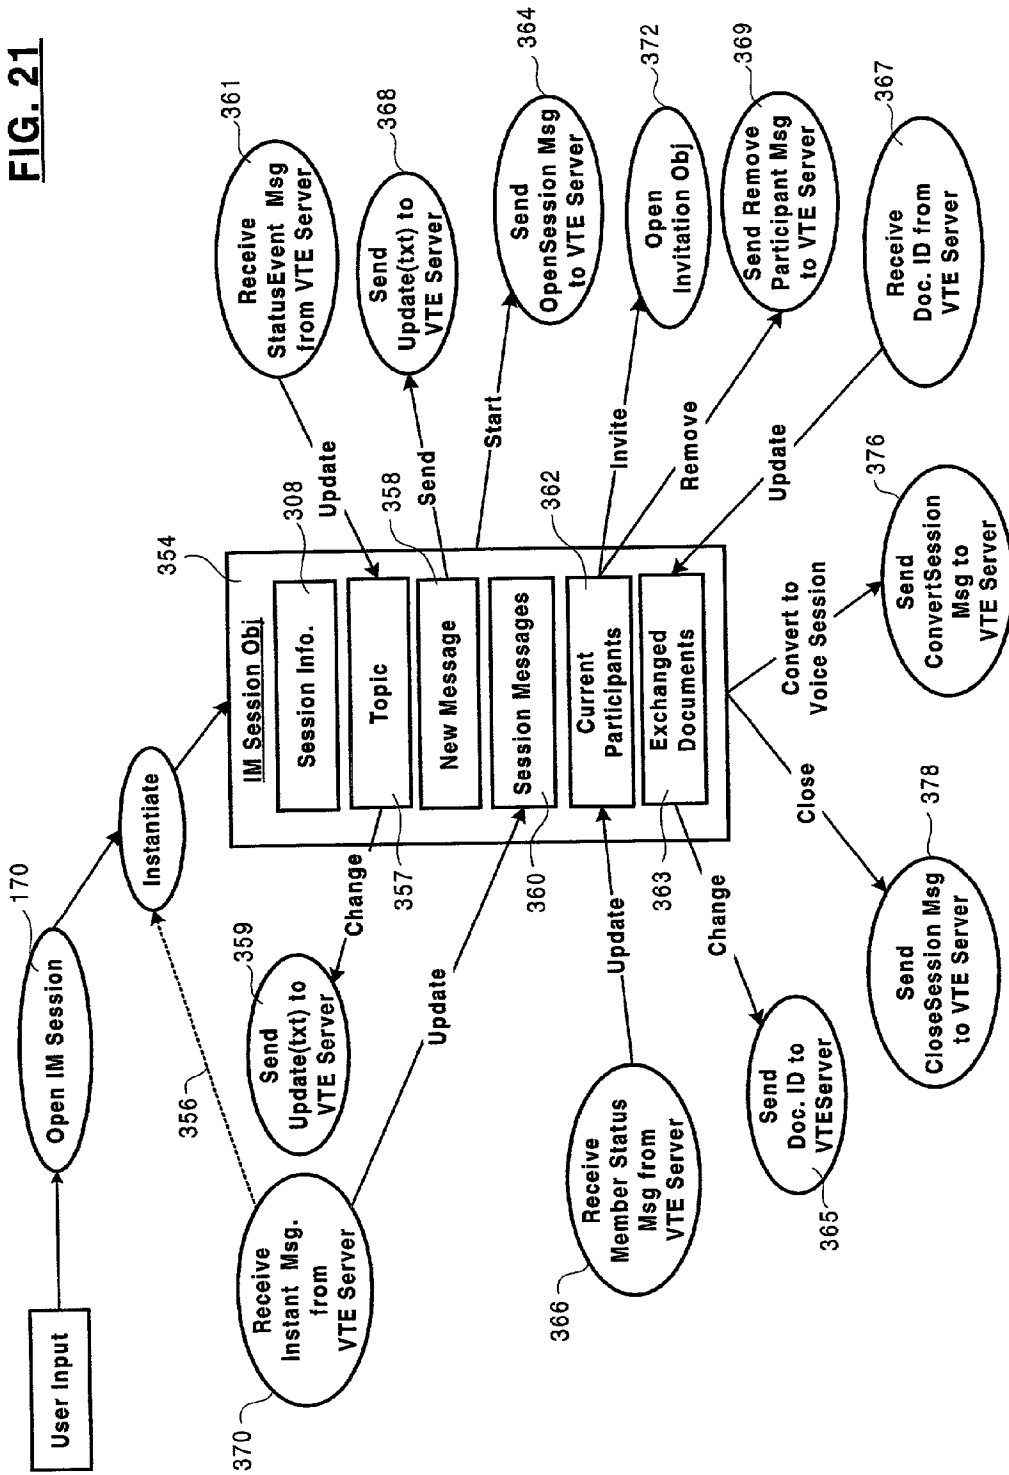 FIG. 21
User Input
170
Open IM Session
Instantiate
356
370
Receive
Instant Msg.
from
VTE Server
359
Send
Update(txt) to
VTE Server
Change
Update
354
IM Session Obj
308
Session Info.
Topic
357
358
New Message
Session Messages
360
362
Current
Participants
Exchanged
Documents
363
361
Receive
StatusEvent Msg
from VTE Server
Update
368
Send
Update(txt) to
VTE Server
Send
364
Send
OpenSession Msg
to VTE Server
Start
372
Open
Invitation Obj
Invite
369
Send Remove
Participant Msg
to VTE Server
Remove
367
Receive
Doc. ID from
VTE Server
Update
366
Receive
Member Status
Msg from
VTE Server
Update
Change
365
Send
Doc. ID to
VTEServer
Close
378
Send
CloseSession Msg
to VTE Server
Convert to
Voice Session
376
Send
ConvertSession
Msg to
VTE Server